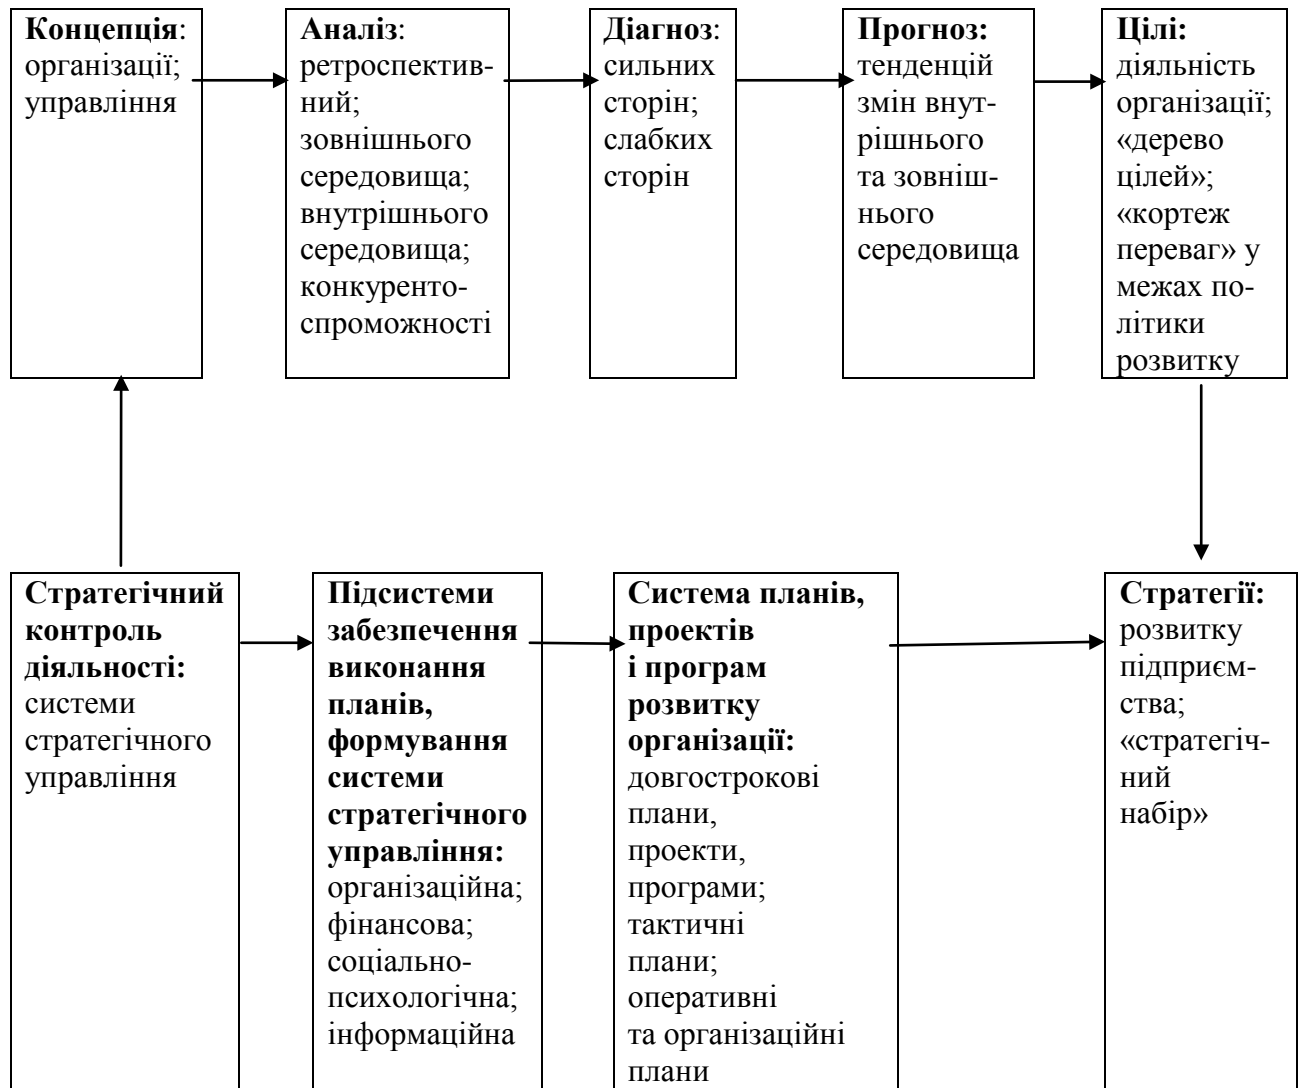 Концепція:
організації;
управління
Аналіз:
ретроспектив-
ний;
зовнішнього
середовища;
внутрішнього
середовища;
конкуренто-
спроможності
Діагноз:
сильних
сторін;
слабких
сторін
Прогноз:
тенденцій
змін внут-
рішнього
та зовніш-
нього
середовища
Цілі:
діяльність
організації;
«дерево
цілей»;
«кортеж
переваг» у
межах по-
літики
розвитку
Стратегічний
контроль
діяльності:
системи
стратегічного
управління
Підсистеми
забезпечення
виконання
планів,
формування
системи
стратегічного
управління:
організаційна;
фінансова;
соціально-
психологічна;
інформаційна
Система планів,
проектів
і програм
розвитку
організації:
довгострокові
плани,
проекти,
програми;
тактичні
плани;
оперативні
та організаційні
плани
Стратегії:
розвитку
підприєм-
ства;
«стратегіч-
ний
набір»